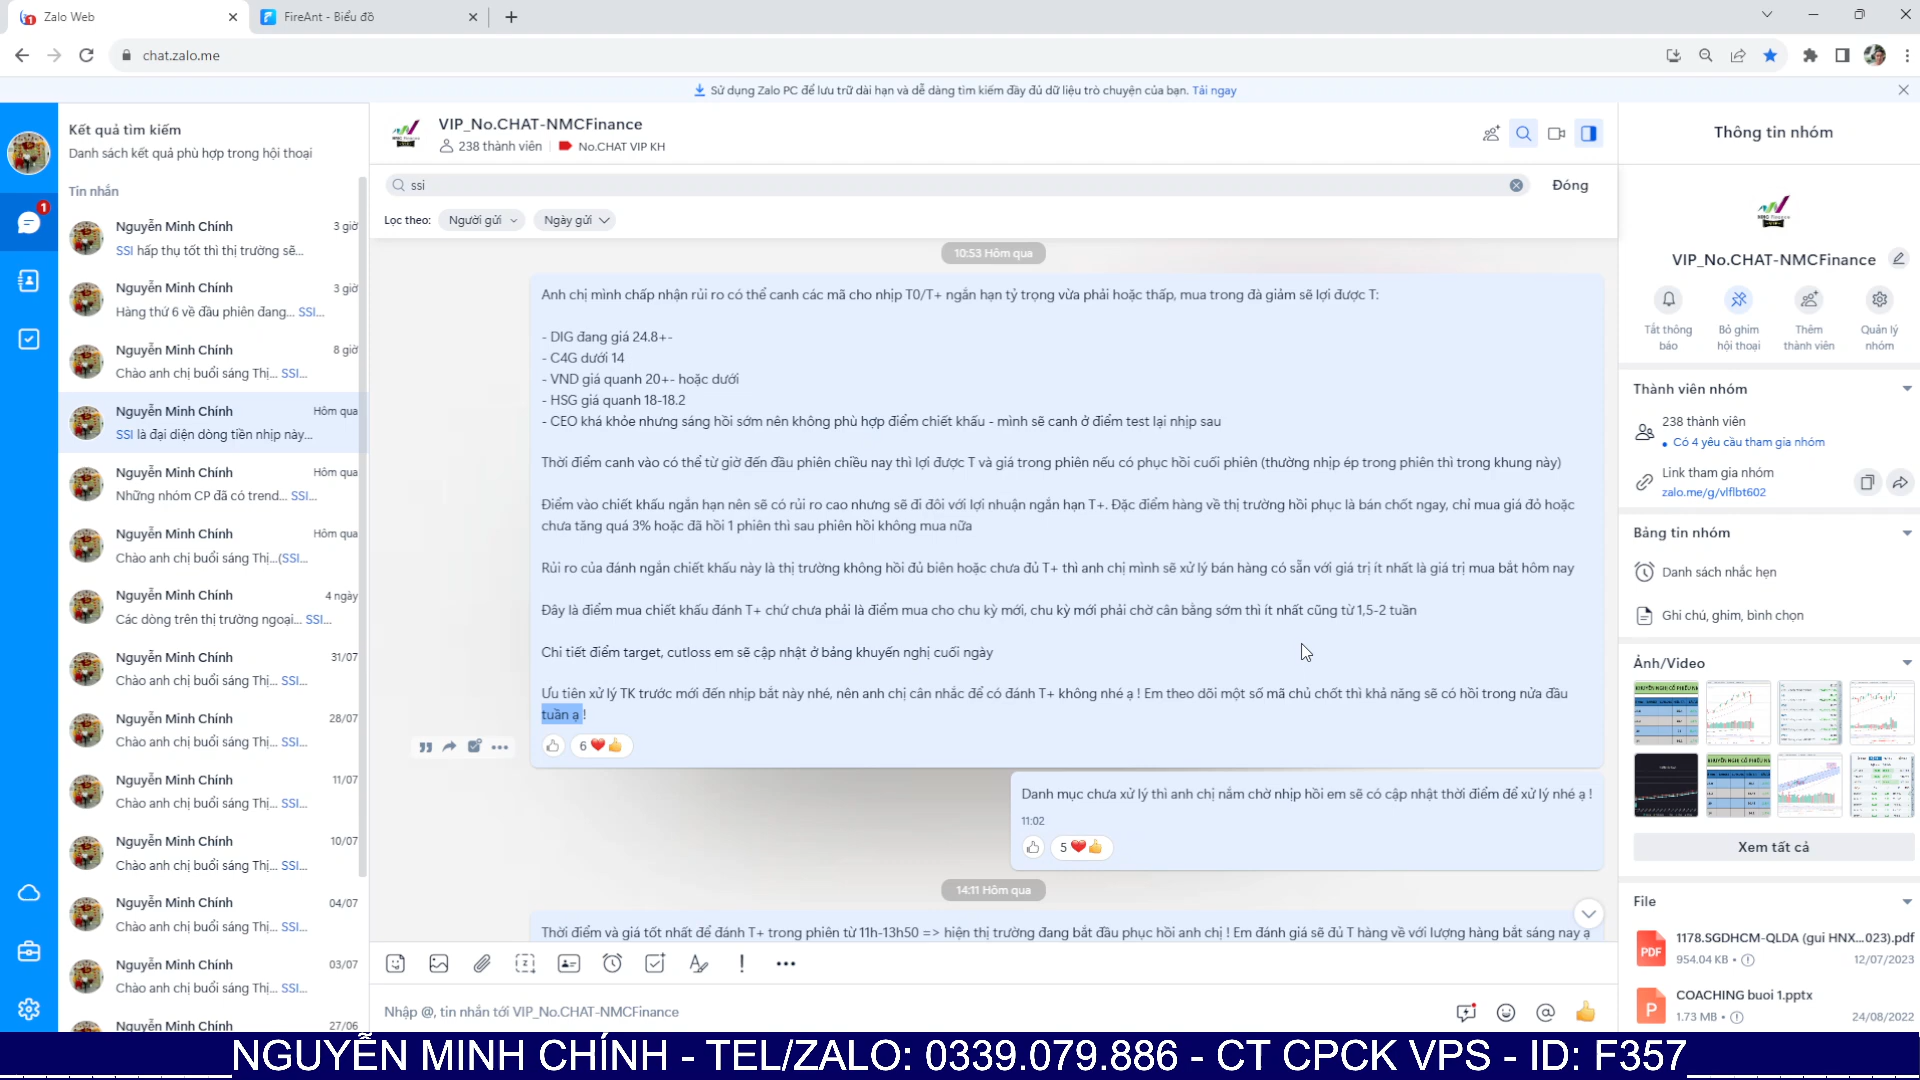 Zalo Web
FireAnt - Biểu đồ
chat.zalo.me
Sử dụng Zalo PC để lưu trữ dài hạn và dễ dàng tìm kiếm đầy đủ dữ liệu trò chuyện của bạn. Tải ngay
Kết quả tìm kiếm
Danh sách kết quả phù hợp trong hội thoại
Tin nhắn
Nguyễn Minh Chính 3 giờ
SSI hấp thụ tốt thì thị trường sẽ...
Nguyễn Minh Chính 3 giờ
Hàng thứ 6 về đầu phiên đang... SSI...
Nguyễn Minh Chính 8 giờ
Chào anh chị buổi sáng Thị... SSI...
Nguyễn Minh Chính Hôm qua
SSI là đại diện dòng tiền nhịp này...
Nguyễn Minh Chính Hôm qua
Những nhóm CP đã có trend... SSI...
Nguyễn Minh Chính Hôm qua
Chào anh chị buổi sáng Thị...(SSI...
Nguyễn Minh Chính 4 ngày
Các dòng trên thị trường ngoại... SSI...
Nguyễn Minh Chính 31/07
Chào anh chị buổi sáng Thị... SSI...
Nguyễn Minh Chính 28/07
Chào anh chị buổi sáng Thị... SSI...
Nguyễn Minh Chính 11/07
Chào anh chị buổi sáng Thị... SSI...
Nguyễn Minh Chính 10/07
Chào anh chị buổi sáng Thị... SSI...
Nguyễn Minh Chính 04/07
Chào anh chị buổi sáng Thị... SSI...
Nguyễn Minh Chính 03/07
Chào anh chị buổi sáng Thị... SSI...
Nguyễn Minh Chính 27/06
VIP_No.CHAT-NMCFinance
238 thành viên No.CHAT VIP KH
ssi
Đóng
Lọc theo: Người gửi Ngày gửi
10:53 Hôm qua
Anh chị mình chấp nhận rủi ro có thể canh các mã cho nhịp T0/T+ ngắn hạn tỷ trọng vừa phải hoặc thấp, mua trong đà giảm sẽ lợi được T:
- DIG đang giá 24.8+-
- C4G dưới 14
- VND giá quanh 20+- hoặc dưới
- HSG giá quanh 18-18.2
- CEO khá khỏe nhưng sáng hồi sớm nên không phù hợp điểm chiết khấu - mình sẽ canh ở điểm test lại nhịp sau
Thời điểm canh vào có thể từ giờ đến đầu phiên chiều nay thì lợi được T và giá trong phiên nếu có phục hồi cuối phiên (thường nhịp ép trong phiên thì trong khung này)
Điểm vào chiết khấu ngắn hạn nên sẽ có rủi ro cao nhưng sẽ đi đôi với lợi nhuận ngắn hạn T+. Đặc điểm hàng về thị trường hồi phục là bán chốt ngay, chỉ mua giá đỏ hoặc
chưa tăng quá 3% hoặc đã hồi 1 phiên thì sau phiên hồi không mua nữa
Rủi ro của đánh ngắn chiết khấu này là thị trường không hồi đủ biên hoặc chưa đủ T+ thì anh chị mình sẽ xử lý bán hàng có sẵn với giá trị ít nhất là giá trị mua bắt hôm nay
Đây là điểm mua chiết khấu đánh T+ chứ chưa phải là điểm mua cho chu kỳ mới, chu kỳ mới phải chờ cân bằng sớm thì ít nhất cũng từ 1,5-2 tuần
Chi tiết điểm target, cutloss em sẽ cập nhật ở bảng khuyến nghị cuối ngày
Ưu tiên xử lý TK trước mới đến nhịp bắt này nhé, nên anh chị cân nhắc để có đánh T+ không nhé ạ ! Em theo dõi một số mã chủ chốt thì khả năng sẽ có hồi trong nửa đầu
tuần ạ !
6
Danh mục chưa xử lý thì anh chị nắm chờ nhịp hồi em sẽ có cập nhật thời điểm để xử lý nhé ạ !
11:02
5
14:11 Hôm qua
Thời điểm và giá tốt nhất để đánh T+ trong phiên từ 11h-13h50 => hiện thị trường đang bắt đầu phục hồi anh chị ! Em đánh giá sẽ đủ T hàng về với lượng hàng bắt sáng nay ạ
Nhập @, tin nhắn tới VIP_No.CHAT-NMCFinance
Thông tin nhóm
VIP_No.CHAT-NMCFinance
Tắt thông báo
Bỏ ghim hội thoại
Thêm thành viên
Quản lý nhóm
Thành viên nhóm
238 thành viên
Có 4 yêu cầu tham gia nhóm
Link tham gia nhóm
zalo.me/g/vlflbt602
Bảng tin nhóm
Danh sách nhắc hẹn
Ghi chú, ghim, bình chọn
Ảnh/Video
Xem tất cả
File
PDF
1178.SGDHCM-QLDA (gui HNX...023).pdf
954.04 KB 12/07/2023
P
COACHING buoi 1.pptx
1.73 MB 24/08/2022
NGUYỄN MINH CHÍNH - TEL/ZALO: 0339.079.886 - CT CPCK VPS - ID: F357